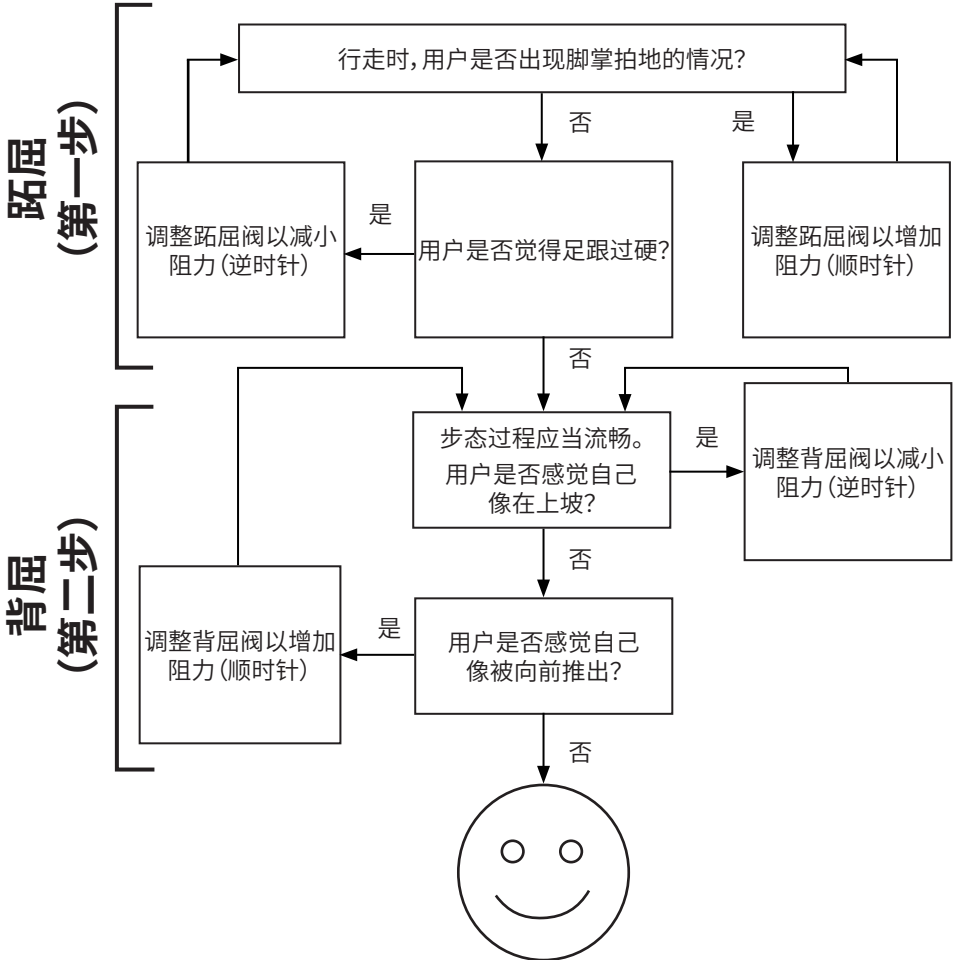 跖屈
(第一步)
行走时，用户是否出现脚掌拍地的情况？
否
是
调整跖屈阀以减小
阻力（逆时针）
是
用户是否觉得足跟过硬？
调整跖屈阀以增加
阻力（顺时针）
否
背屈
(第二步)
步态过程应当流畅。
用户是否感觉自己
像在上坡？
是
调整背屈阀以减小
阻力（逆时针）
否
调整背屈阀以增加
阻力（顺时针）
是
用户是否感觉自己
像被向前推出？
否